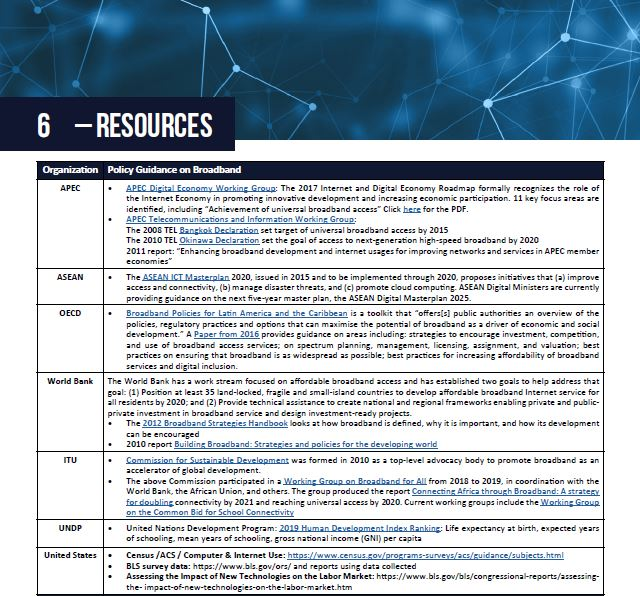 6 – RESOURCES
Organization Policy Guidance on Broadband
APEC
• APEC Digital Economy Working Group: The 2017 Internet and Digital Economy Roadmap formally recognizes the role of
the Internet Economy in promoting innovative development and increasing economic participation. 11 key focus areas are
identified, including "Achievement of universal broadband access" Click here for the PDF.
• APEC Telecommunications and Information Working Group:
The 2008 TEL Bangkok Declaration set target of universal broadband access by 2015
The 2010 TEL Okinawa Declaration set the goal of access to next-generation high-speed broadband by 2020
2011 report: "Enhancing broadband development and internet usages for improving networks and services in APEC member
economies"
ASEAN
• The ASEAN ICT Masterplan 2020, issued in 2015 and to be implemented through 2020, proposes initiatives that (a) improve
access and connectivity, (b) manage disaster threats, and (c) promote cloud computing. ASEAN Digital Ministers are currently
providing guidance on the next five-year master plan, the ASEAN Digital Masterplan 2025.
OECD
• Broadband Policies for Latin America and the Caribbean is a toolkit that "offers[s] public authorities an overview of the
policies, regulatory practices and options that can maximise the potential of broadband as a driver of economic and social
development." A Paper from 2016 provides guidance on areas including: strategies to encourage investment, competition,
and use of broadband access services; on spectrum planning, management, licensing, assignment, and valuation; best
practices on ensuring that broadband is as widespread as possible; best practices for increasing affordability of broadband
services and digital inclusion.
World Bank
The World Bank has a work stream focused on affordable broadband access and has established two goals to help address that
goal: (1) Position at least 35 land-locked, fragile and small-island countries to develop affordable broadband Internet service for
all residents by 2020; and (2) Provide technical assistance to create national and regional frameworks enabling private and public-
private investment in broadband service and design investment-ready projects.
• The 2012 Broadband Strategies Handbook looks at how broadband is defined, why it is important, and how its development
can be encouraged
• 2010 report Building Broadband: Strategies and policies for the developing world
ITU
• Commission for Sustainable Development was formed in 2010 as a top-level advocacy body to promote broadband as an
accelerator of global development.
• The above Commission participated in a Working Group on Broadband for All from 2018 to 2019, in coordination with the
World Bank, the African Union, and others. The group produced the report Connecting Africa through Broadband: A strategy
for doubling connectivity by 2021 and reaching universal access by 2020. Current working groups include the Working Group
on the Common Bid for School Connectivity
UNDP
• United Nations Development Program: 2019 Human Development Index Ranking: Life expectancy at birth, expected years
of schooling, mean years of schooling, gross national income (GNI) per capita
United States
• Census /ACS / Computer & Internet Use: https://www.census.gov/programs-surveys/acs/guidance/subjects.html
• BLS survey data: https://www.bls.gov/ors/ and reports using data collected
• Assessing the Impact of New Technologies on the Labor Market: https://www.bls.gov/bls/congressional-reports/assessing-
the- impact-of-new-technologies-on-the-labor-market.htm